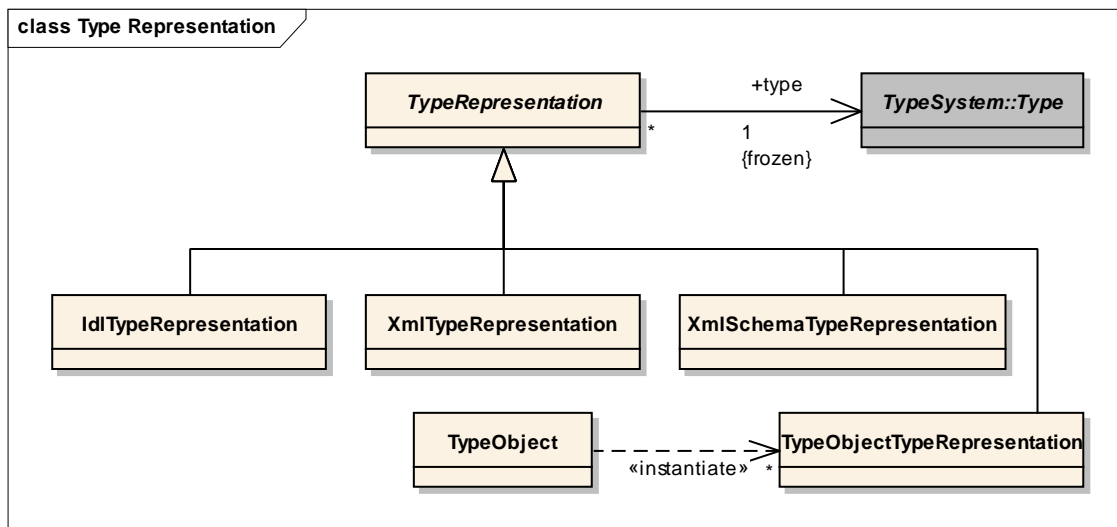 class Type Representation
TypeRepresentation
+type
TypeSystem::Type
*
1
{frozen}
IdlTypeRepresentation
XmlTypeRepresentation
XmlSchemaTypeRepresentation
TypeObject
TypeObjectTypeRepresentation
«instantiate»
*